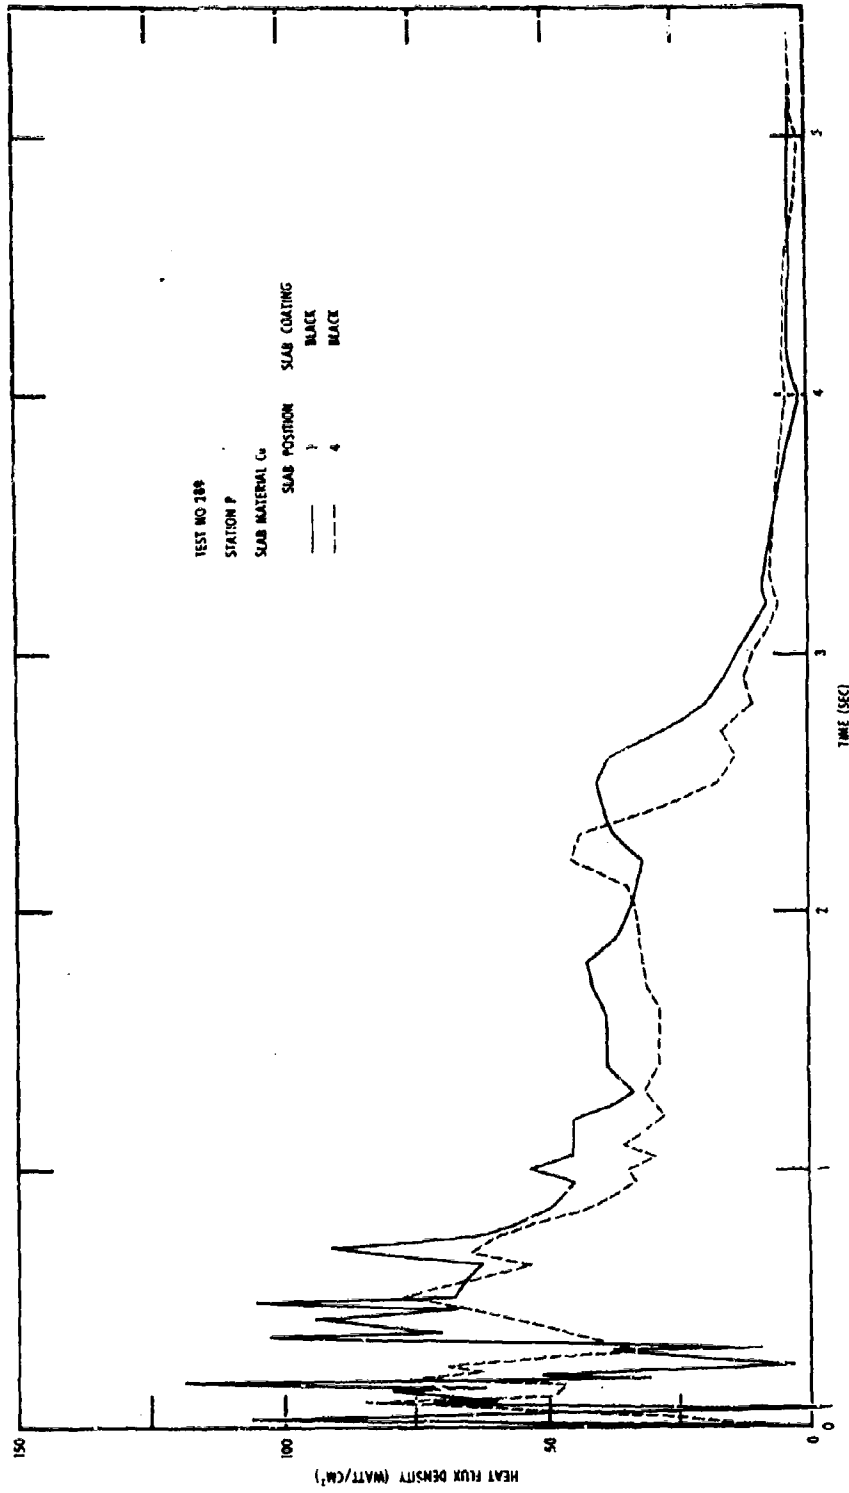 TEST NO 289
STATION P
SLAB MATERIAL Cu
SLAB POSITION SLAB COATING
BLACK
4 BLACK
HEAT FLUX DENSITY (WATT/CM²)
150
100
50
0
0
1
2
3
4
5
TIME (SEC)